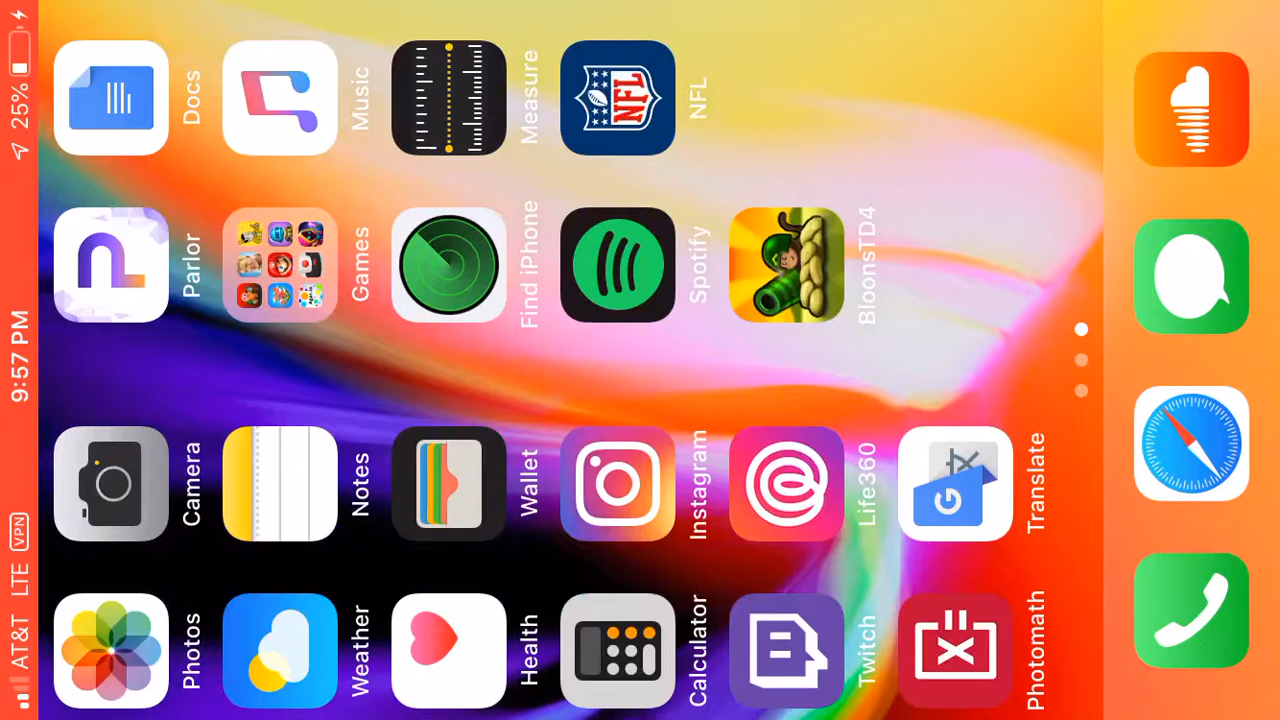 AT&T LTE VPN 9:57 PM 25%
Photos Camera Parlor Docs
Weather Notes Games Music
Health Wallet Find iPhone Measure
NFL
Calculator Instagram Spotify NFL
Twitch Life360 BloonsTD4
Photomath Translate